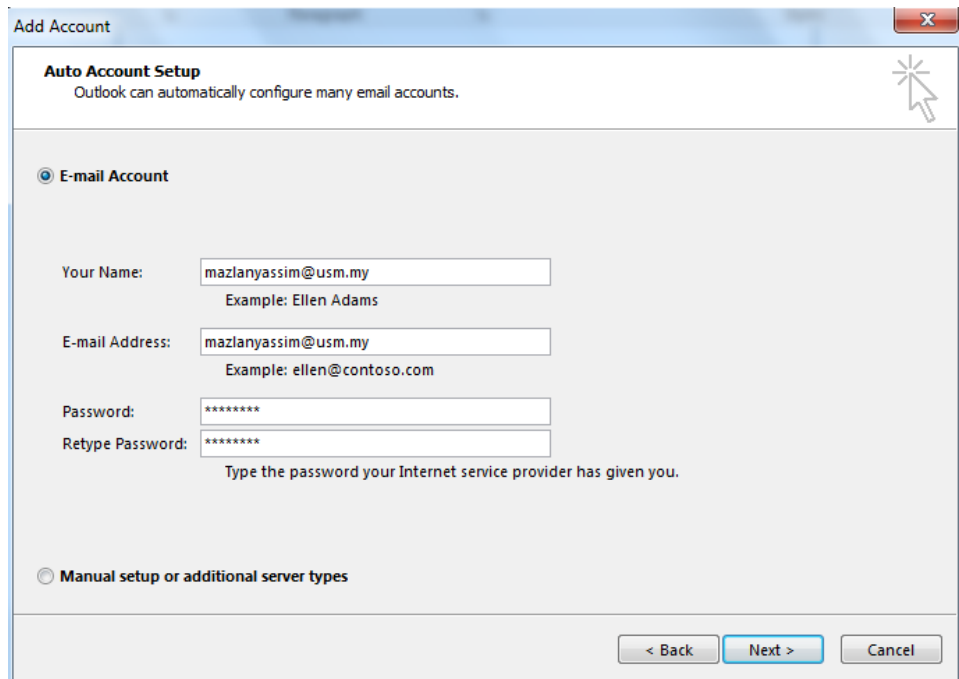 Add Account
Auto Account Setup
Outlook can automatically configure many email accounts.
E-mail Account
Your Name: mazlanyassim@usm.my
Example: Ellen Adams
E-mail Address: mazlanyassim@usm.my
Example: ellen@contoso.com
Password: ********
Retype Password: ********
Type the password your Internet service provider has given you.
Manual setup or additional server types
< Back Next > Cancel